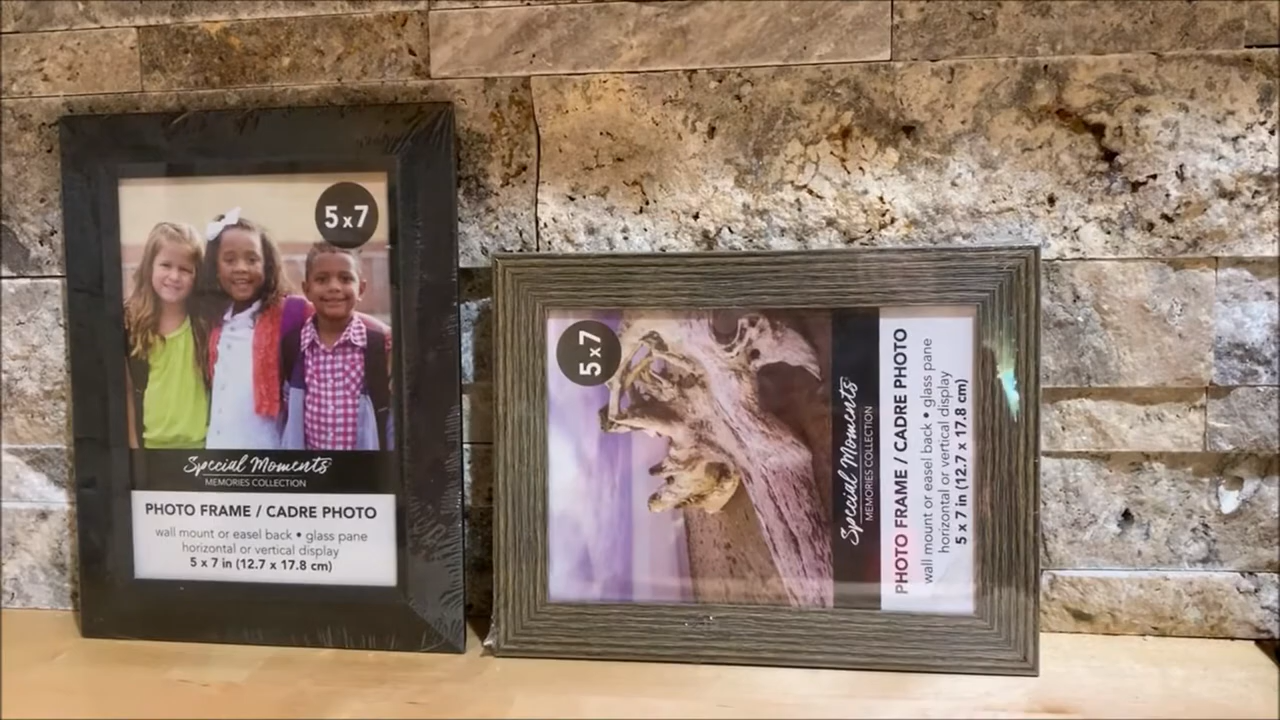 5x7
Special Moments
MEMORIES COLLECTION
PHOTO FRAME / CADRE PHOTO
wall mount or easel back • glass pane
horizontal or vertical display
5 x 7 in (12.7 x 17.8 cm)
5x7
Special Moments
MEMORIES COLLECTION
PHOTO FRAME / CADRE PHOTO
wall mount or easel back • glass pane
horizontal or vertical display
5 x 7 in (12.7 x 17.8 cm)